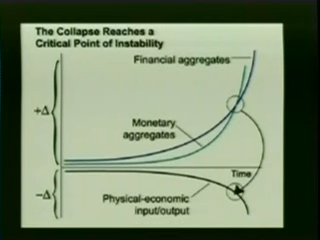 The Collapse Reaches a
Critical Point of Instability
Financial aggregates
+Δ
Monetary
aggregates
Time
-Δ
Physical-economic
input/output